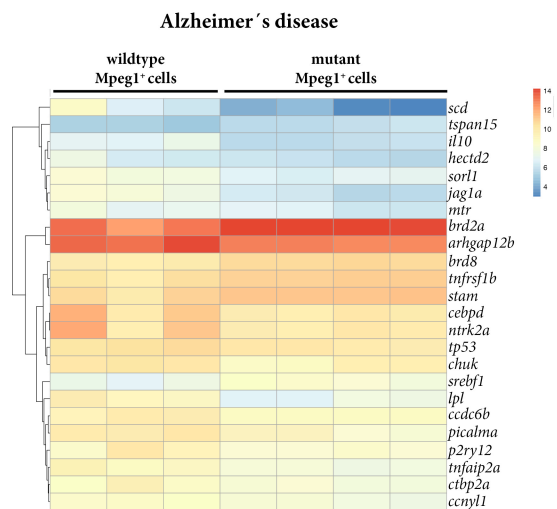 Alzheimer´s disease
wildtype
Mpeg1+ cells
mutant
Mpeg1+ cells
scd
tspan15
il10
hectd2
sorl1
jag1a
mtr
brd2a
arhgap12b
brd8
tnfrsf1b
stam
cebpd
ntrk2a
tp53
chuk
srebf1
lpl
ccdc6b
picalma
p2ry12
tnfaip2a
ctbp2a
ccnyl1
14
12
10
8
6
4